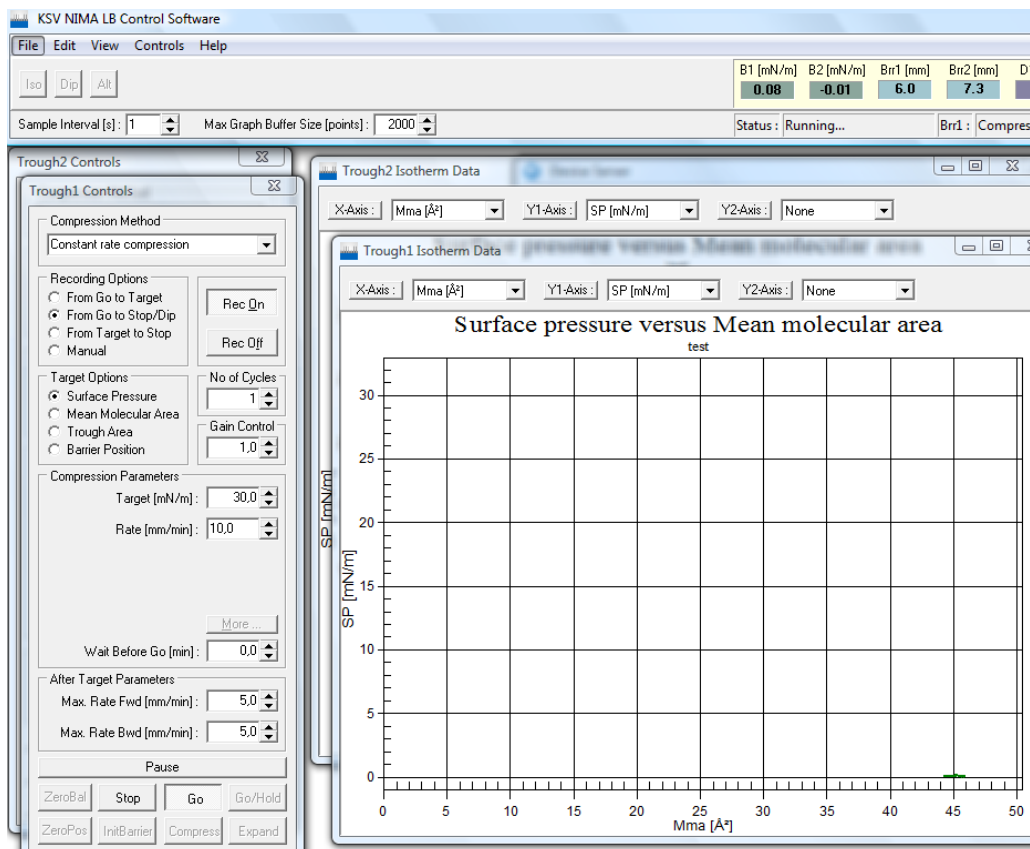 KSV NIMA LB Control Software
File Edit View Controls Help
Iso Dip Alt
B1 [mN/m] B2 [mN/m] Brr1 [mm] Brr2 [mm] D
0.08 -0.01 6.0 7.3
Sample Interval [s] : 1 Max Graph Buffer Size [points] : 2000
Status : Running... Brr1 : Compres
Trough2 Controls
Trough1 Controls
Compression Method
Constant rate compression
Recording Options
From Go to Target
From Go to Stop/Dip
From Target to Stop
Manual
Rec On
Rec Off
Target Options
Surface Pressure
Mean Molecular Area
Trough Area
Barrier Position
No of Cycles
1
Gain Control
1,0
Compression Parameters
Target [mN/m] : 30,0
Rate [mm/min] : 10,0
More ...
Wait Before Go [min] : 0,0
After Target Parameters
Max. Rate Fwd [mm/min] : 5,0
Max. Rate Bwd [mm/min] : 5,0
Pause
ZeroBal Stop Go Go/Hold
ZeroPos InitBarrier Compress Expand
Trough2 Isotherm Data
Device Server
X-Axis : Mma [Å²] Y1-Axis : SP [mN/m] Y2-Axis : None
Surface pressure versus Mean molecular area
SP [mN/m]
Trough1 Isotherm Data
X-Axis : Mma [Å²] Y1-Axis : SP [mN/m] Y2-Axis : None
Surface pressure versus Mean molecular area
test
30
25
20
15
10
5
0
SP [mN/m]
0 5 10 15 20 25 30 35 40 45 50
Mma [Å²]